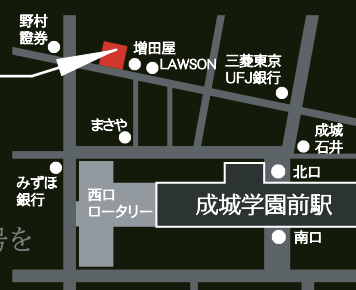 野村
證券
増田屋
LAWSON
三菱東京
UFJ銀行
まさや
成城
石井
みずほ
銀行
西口
ロータリー
北口
成城学園前駅
南口
号を